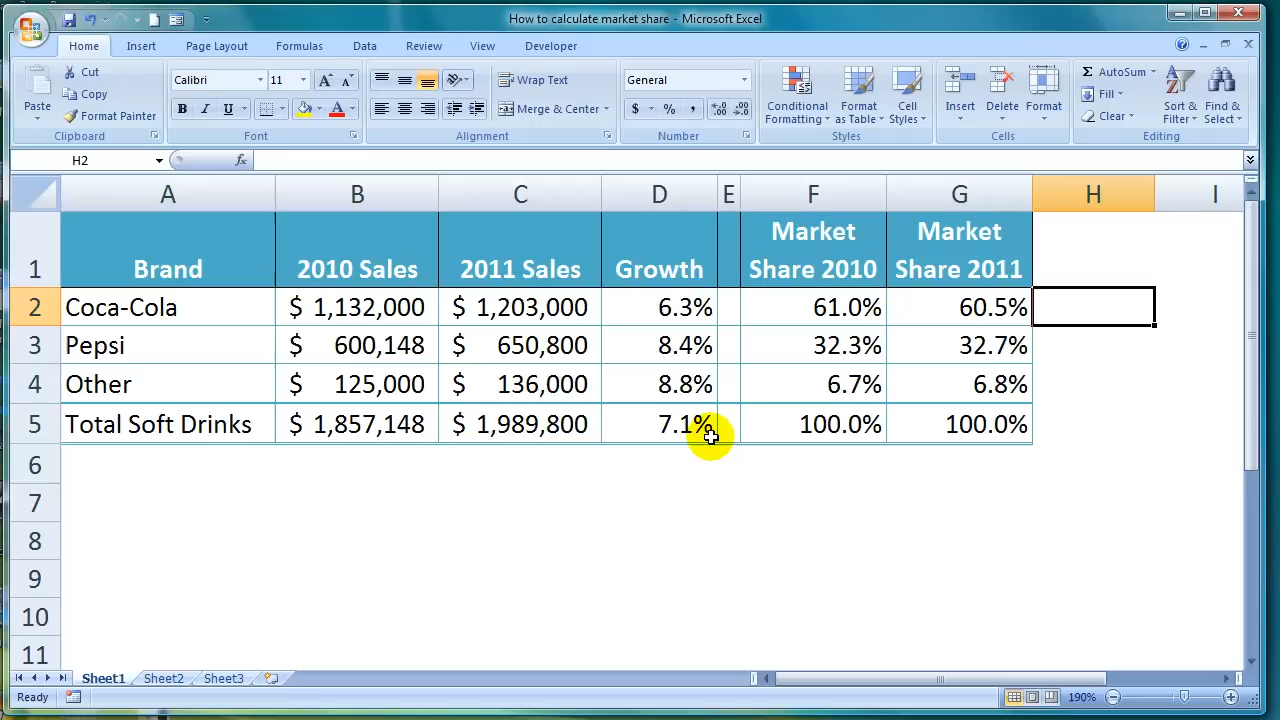 How to calculate market share - Microsoft Excel
Home Insert Page Layout Formulas Data Review View Developer
Paste
Cut
Copy
Format Painter
Clipboard
Calibri 11
B I U
Font
Wrap Text
Merge & Center
Alignment
General
$ % ,
Number
Conditional Formatting
Format as Table
Cell Styles
Styles
Insert Delete Format
Cells
Σ AutoSum
Fill
Clear
Sort & Filter
Find & Select
Editing
H2 fx
A B C D E F G H I
1 Brand 2010 Sales 2011 Sales Growth Market Share 2010 Market Share 2011
2 Coca-Cola $ 1,132,000 $ 1,203,000 6.3% 61.0% 60.5%
3 Pepsi $ 600,148 $ 650,800 8.4% 32.3% 32.7%
4 Other $ 125,000 $ 136,000 8.8% 6.7% 6.8%
5 Total Soft Drinks $ 1,857,148 $ 1,989,800 7.1% 100.0% 100.0%
6
7
8
9
10
11
Sheet1 Sheet2 Sheet3
Ready 190%